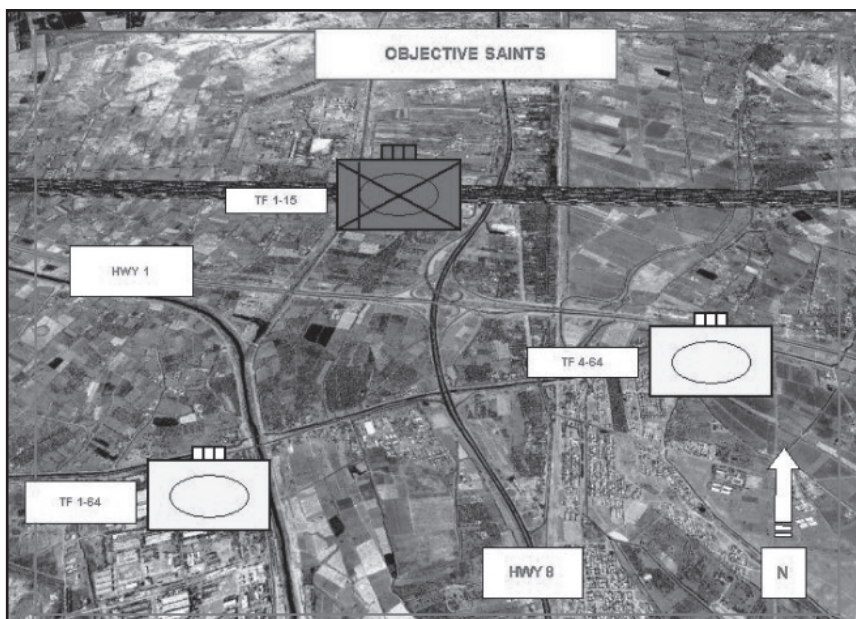 OBJECTIVE SAINTS
TF 1-15
HWY 1
TF 4-64
TF 1-64
HWY 8
N